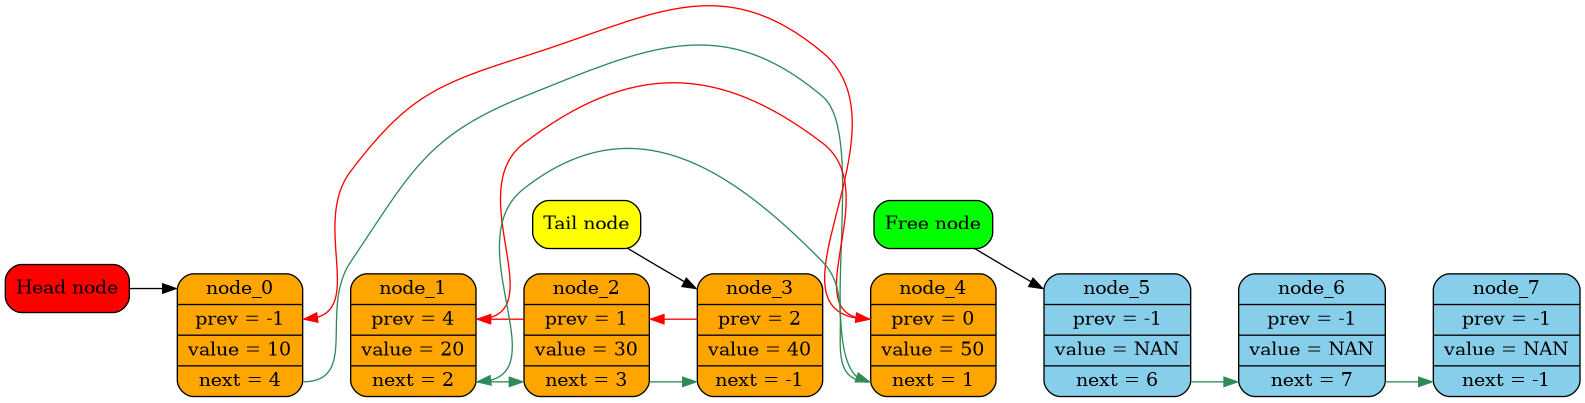 Head node
Tail node
Free node
node_0
prev = -1
value = 10
next = 4
node_1
prev = 4
value = 20
next = 2
node_2
prev = 1
value = 30
next = 3
node_3
prev = 2
value = 40
next = -1
node_4
prev = 0
value = 50
next = 1
node_5
prev = -1
value = NAN
next = 6
node_6
prev = -1
value = NAN
next = 7
node_7
prev = -1
value = NAN
next = -1